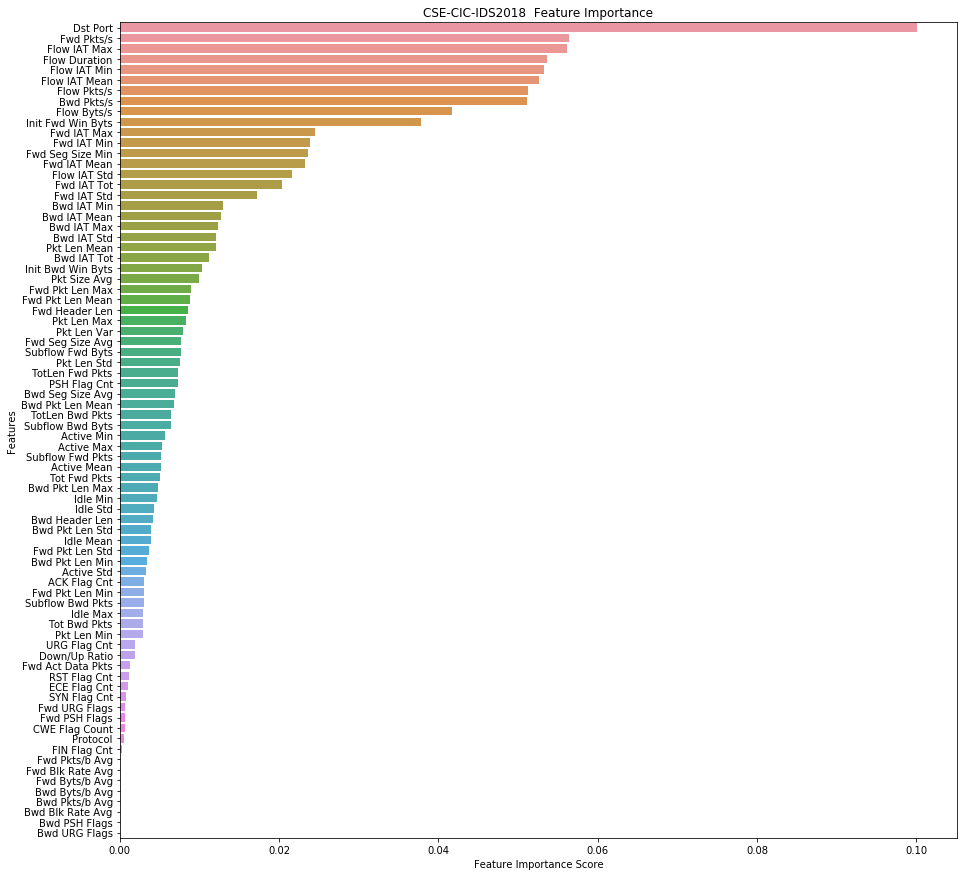 CSE-CIC-IDS2018  Feature Importance
Dst Port
Fwd Pkts/s
Flow IAT Max
Flow Duration
Flow IAT Min
Flow IAT Mean
Flow Pkts/s
Bwd Pkts/s
Flow Byts/s
Init Fwd Win Byts
Fwd IAT Max
Fwd IAT Min
Fwd Seg Size Min
Fwd IAT Mean
Flow IAT Std
Fwd IAT Tot
Fwd IAT Std
Bwd IAT Min
Bwd IAT Mean
Bwd IAT Max
Bwd IAT Std
Pkt Len Mean
Bwd IAT Tot
Init Bwd Win Byts
Pkt Size Avg
Fwd Pkt Len Max
Fwd Pkt Len Mean
Fwd Header Len
Pkt Len Max
Pkt Len Var
Fwd Seg Size Avg
Subflow Fwd Byts
Pkt Len Std
TotLen Fwd Pkts
PSH Flag Cnt
Bwd Seg Size Avg
Bwd Pkt Len Mean
TotLen Bwd Pkts
Subflow Bwd Byts
Active Min
Active Max
Subflow Fwd Pkts
Active Mean
Tot Fwd Pkts
Bwd Pkt Len Max
Idle Min
Idle Std
Bwd Header Len
Bwd Pkt Len Std
Idle Mean
Fwd Pkt Len Std
Bwd Pkt Len Min
Active Std
ACK Flag Cnt
Fwd Pkt Len Min
Subflow Bwd Pkts
Idle Max
Tot Bwd Pkts
Pkt Len Min
URG Flag Cnt
Down/Up Ratio
Fwd Act Data Pkts
RST Flag Cnt
ECE Flag Cnt
SYN Flag Cnt
Fwd URG Flags
Fwd PSH Flags
CWE Flag Count
Protocol
FIN Flag Cnt
Fwd Pkts/b Avg
Fwd Blk Rate Avg
Fwd Byts/b Avg
Bwd Byts/b Avg
Bwd Pkts/b Avg
Bwd Blk Rate Avg
Bwd PSH Flags
Bwd URG Flags
Features
0.00 0.02 0.04 0.06 0.08 0.10
Feature Importance Score